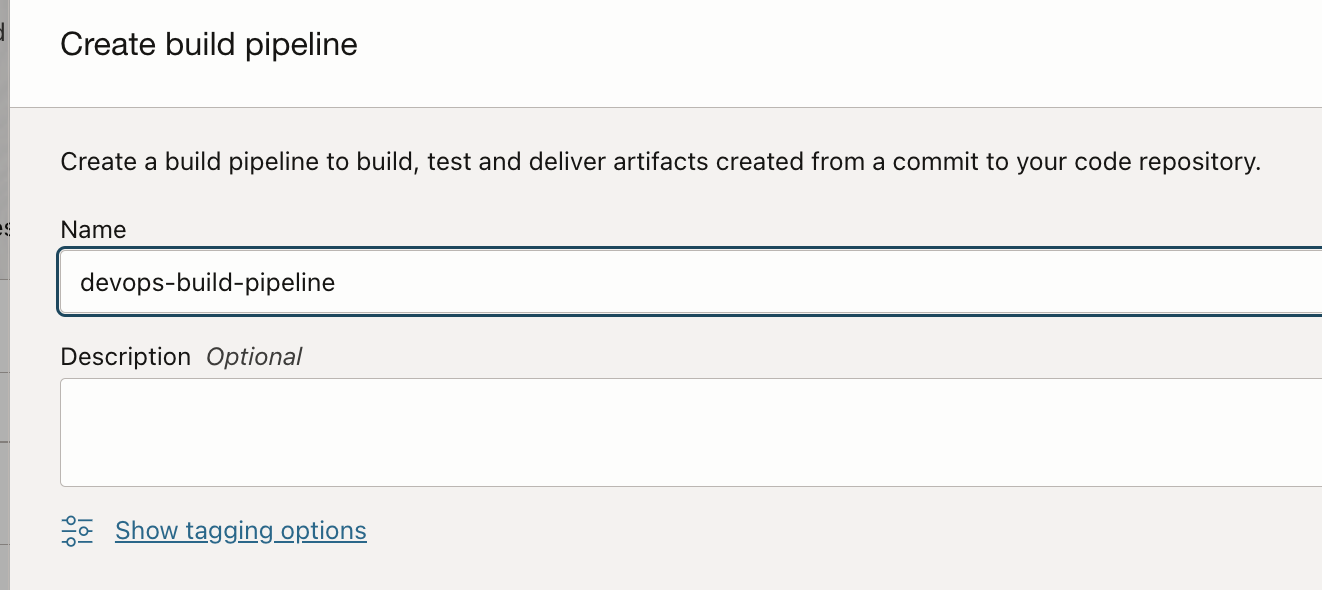 Create build pipeline
Create a build pipeline to build, test and deliver artifacts created from a commit to your code repository.
Name
devops-build-pipeline
Description Optional
Show tagging options